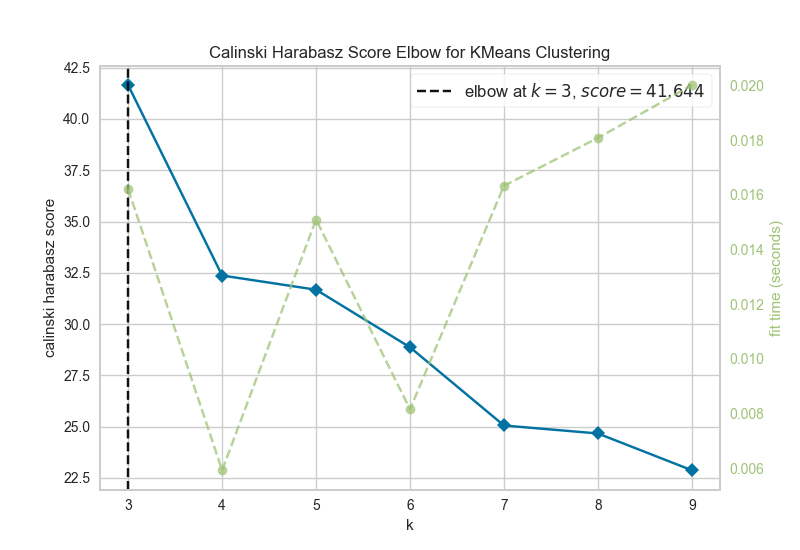 Calinski Harabasz Score Elbow for KMeans Clustering
elbow at k = 3, score = 41.644
calinski harabasz score
42.5
40.0
37.5
35.0
32.5
30.0
27.5
25.0
22.5
3 4 5 6 7 8 9
k
0.020
0.018
0.016
0.014
0.012
0.010
0.008
0.006
fit time (seconds)